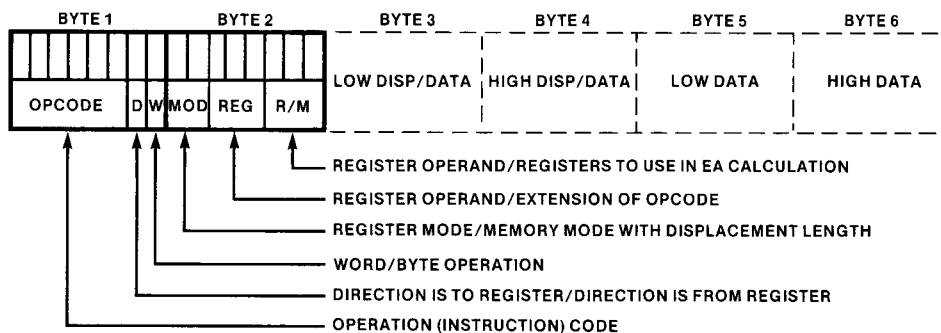 BYTE 1 BYTE 2 BYTE 3 BYTE 4 BYTE 5 BYTE 6
LOW DISP/DATA HIGH DISP/DATA LOW DATA HIGH DATA
OPCODE D W MOD REG R/M
REGISTER OPERAND/REGISTERS TO USE IN EA CALCULATION
REGISTER OPERAND/EXTENSION OF OPCODE
REGISTER MODE/MEMORY MODE WITH DISPLACEMENT LENGTH
WORD/BYTE OPERATION
DIRECTION IS TO REGISTER/DIRECTION IS FROM REGISTER
OPERATION (INSTRUCTION) CODE